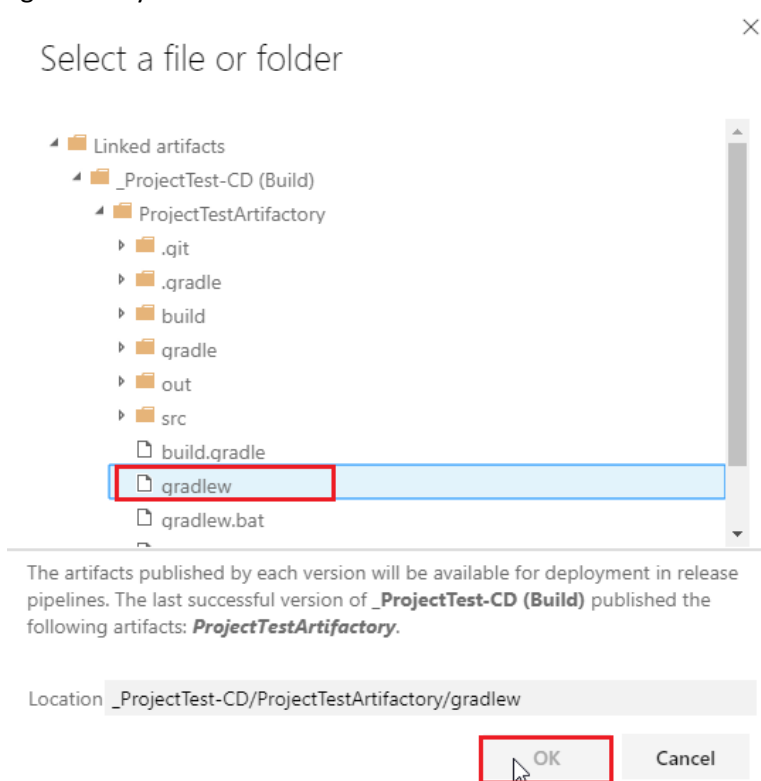 Select a file or folder
Linked artifacts
_ProjectTest-CD (Build)
ProjectTestArtifactory
.git
.gradle
build
gradle
out
src
build.gradle
gradlew
gradlew.bat
The artifacts published by each version will be available for deployment in release
pipelines. The last successful version of _ProjectTest-CD (Build) published the
following artifacts: ProjectTestArtifactory.
Location _ProjectTest-CD/ProjectTestArtifactory/gradlew
OK Cancel